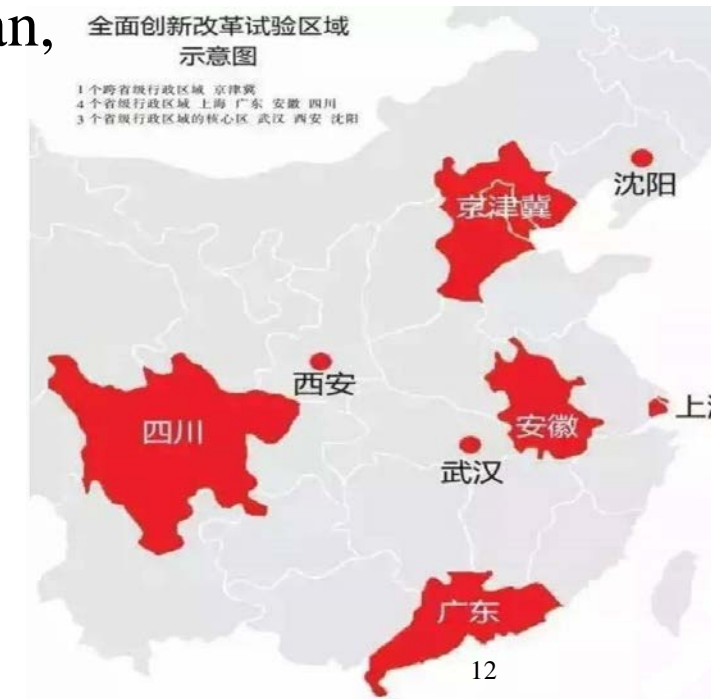 an,
全面创新改革试验区域
示意图
1个跨省级行政区域 京津冀
4个省级行政区域 上海 广东 安徽 四川
3个省级行政区域的核心区 武汉 西安 沈阳
沈阳
京津冀
西安
四川
安徽
上
武汉
广东
12